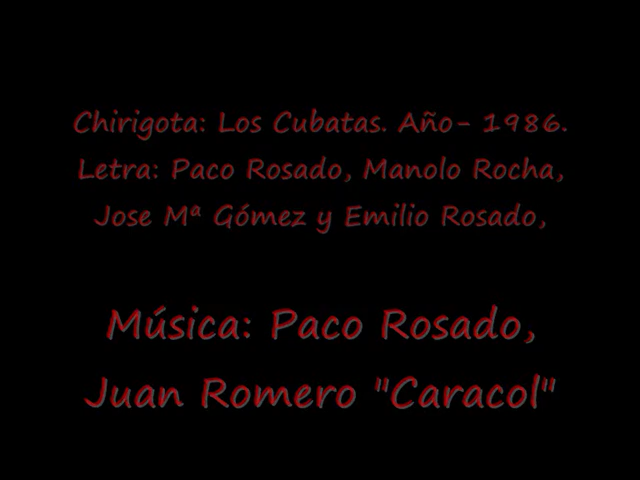 Chirigota: Los Cubatas. Año- 1986.
Letra: Paco Rosado, Manolo Rocha,
Jose Mª Gómez y Emilio Rosado,
Música: Paco Rosado,
Juan Romero "Caracol"